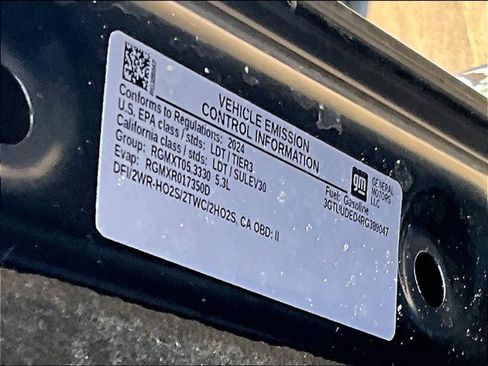 VEHICLE EMISSION
CONTROL INFORMATION
Conforms to Regulations: 2024
U.S. EPA class / stds: LDT / TIER3
California class / stds: LDT / SULEV30
Group: RGMXT05.3330 5.3L
Evap: RGMXR017350D
DFI/2WR-HO2S/2TWC/2HO2S, CA OBD: II
Fuel: Gasoline
gm
GENERAL
MOTORS
LLC